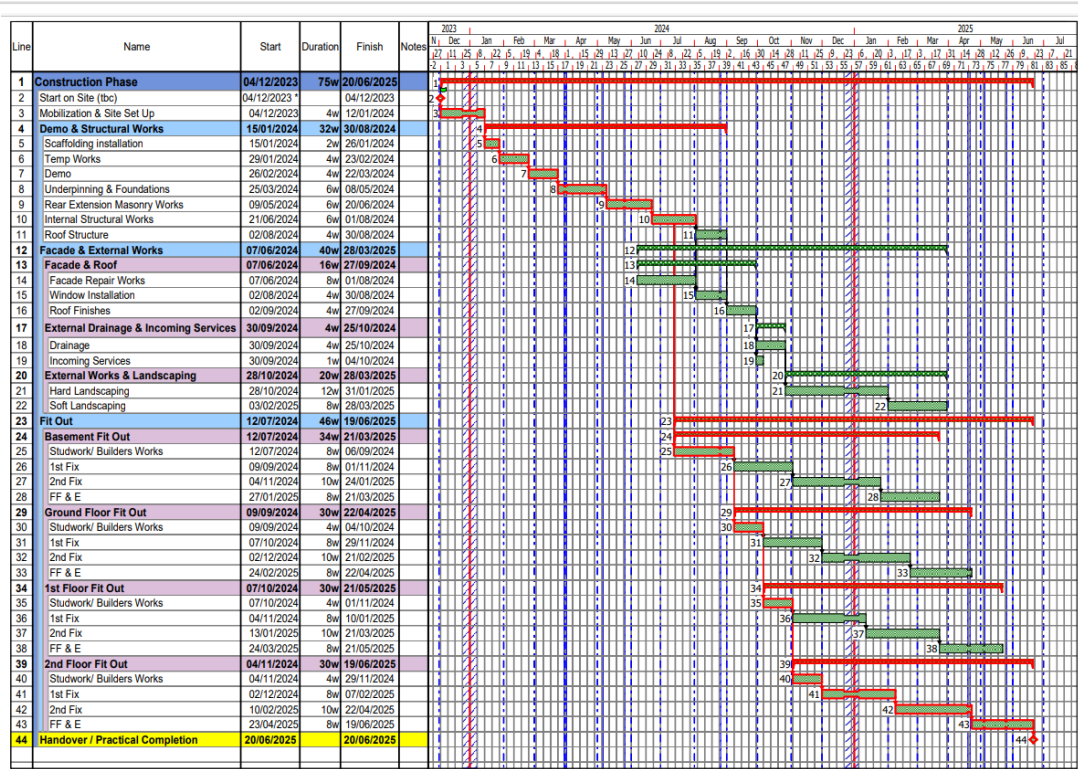 2023 2024 2025
Line Name Start Duration Finish Notes
N Dec Jan Feb Mar Apr May Jun Jul Aug Sep Oct Nov Dec Jan Feb Mar Apr May Jun Jul
1 Construction Phase 04/12/2023 75w 20/06/2025
2 Start on Site (tbc) 04/12/2023 * 04/12/2023
3 Mobilization & Site Set Up 04/12/2023 4w 12/01/2024
4 Demo & Structural Works 15/01/2024 32w 30/08/2024
5 Scaffolding installation 15/01/2024 2w 26/01/2024
6 Temp Works 29/01/2024 4w 23/02/2024
7 Demo 26/02/2024 4w 22/03/2024
8 Underpinning & Foundations 25/03/2024 6w 08/05/2024
9 Rear Extension Masonry Works 09/05/2024 6w 20/06/2024
10 Internal Structural Works 21/06/2024 6w 01/08/2024
11 Roof Structure 02/08/2024 4w 30/08/2024
12 Facade & External Works 07/06/2024 40w 28/03/2025
13 Facade & Roof 07/06/2024 16w 27/09/2024
14 Facade Repair Works 07/06/2024 8w 01/08/2024
15 Window Installation 02/08/2024 4w 30/08/2024
16 Roof Finishes 02/09/2024 4w 27/09/2024
17 External Drainage & Incoming Services 30/09/2024 4w 25/10/2024
18 Drainage 30/09/2024 4w 25/10/2024
19 Incoming Services 30/09/2024 1w 04/10/2024
20 External Works & Landscaping 28/10/2024 20w 28/03/2025
21 Hard Landscaping 28/10/2024 12w 31/01/2025
22 Soft Landscaping 03/02/2025 8w 28/03/2025
23 Fit Out 12/07/2024 46w 19/06/2025
24 Basement Fit Out 12/07/2024 34w 21/03/2025
25 Studwork/ Builders Works 12/07/2024 8w 06/09/2024
26 1st Fix 09/09/2024 8w 01/11/2024
27 2nd Fix 04/11/2024 10w 24/01/2025
28 FF & E 27/01/2025 8w 21/03/2025
29 Ground Floor Fit Out 09/09/2024 30w 22/04/2025
30 Studwork/ Builders Works 09/09/2024 4w 04/10/2024
31 1st Fix 07/10/2024 8w 29/11/2024
32 2nd Fix 02/12/2024 10w 21/02/2025
33 FF & E 24/02/2025 8w 22/04/2025
34 1st Floor Fit Out 07/10/2024 30w 21/05/2025
35 Studwork/ Builders Works 07/10/2024 4w 01/11/2024
36 1st Fix 04/11/2024 8w 10/01/2025
37 2nd Fix 13/01/2025 10w 21/03/2025
38 FF & E 24/03/2025 8w 21/05/2025
39 2nd Floor Fit Out 04/11/2024 30w 19/06/2025
40 Studwork/ Builders Works 04/11/2024 4w 29/11/2024
41 1st Fix 02/12/2024 8w 07/02/2025
42 2nd Fix 10/02/2025 10w 22/04/2025
43 FF & E 23/04/2025 8w 19/06/2025
44 Handover / Practical Completion 20/06/2025 20/06/2025